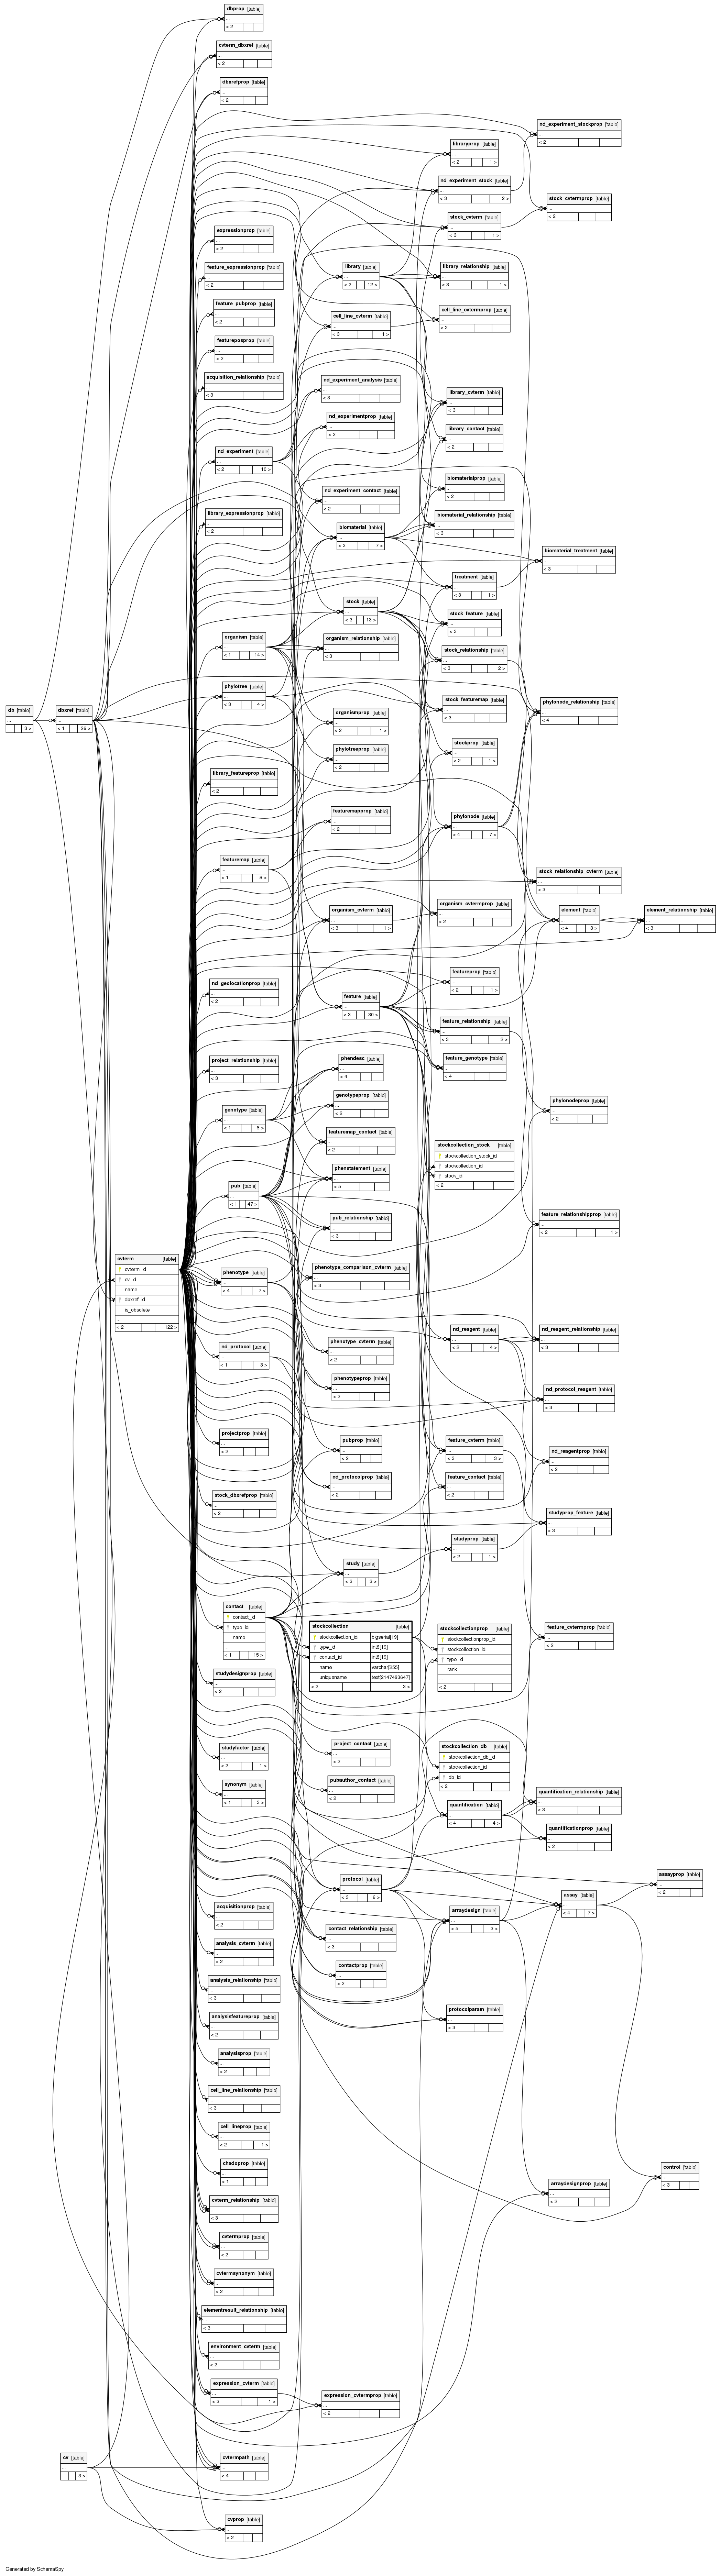 dbprop [table]
...
< 2
cvterm_dbxref [table]
...
< 2
dbxrefprop [table]
...
< 2
nd_experiment_stockprop [table]
...
< 2
libraryprop [table]
...
< 2 1 >
nd_experiment_stock [table]
...
< 3 2 >
stock_cvtermprop [table]
...
< 2
stock_cvterm [table]
...
< 3 1 >
expressionprop [table]
...
< 2
feature_expressionprop [table]
...
< 2
library [table]
...
< 2 12 >
library_relationship [table]
...
< 3 1 >
feature_pubprop [table]
...
< 2
cell_line_cvterm [table]
...
< 3 1 >
cell_line_cvtermprop [table]
...
< 2
featureposprop [table]
...
< 2
acquisition_relationship [table]
...
< 3
nd_experiment_analysis [table]
...
< 3
library_cvterm [table]
...
< 3
nd_experimentprop [table]
...
< 2
library_contact [table]
...
< 2
nd_experiment [table]
...
< 2 10 >
nd_experiment_contact [table]
...
< 2
biomaterialprop [table]
...
< 2
library_expressionprop [table]
...
< 2
biomaterial [table]
...
< 3 7 >
biomaterial_relationship [table]
...
< 3
biomaterial_treatment [table]
...
< 3
treatment [table]
...
< 3 1 >
stock [table]
...
< 3 13 >
stock_feature [table]
...
< 3
organism [table]
...
< 1 14 >
organism_relationship [table]
...
< 3
stock_relationship [table]
...
< 3 2 >
phylotree [table]
...
< 3 4 >
stock_featuremap [table]
...
< 3
phylonode_relationship [table]
...
< 4
db [table]
...
3 >
dbxref [table]
...
< 1 26 >
organismprop [table]
...
< 2 1 >
phylotreeprop [table]
...
< 2
stockprop [table]
...
< 2 1 >
library_featureprop [table]
...
< 2
featuremapprop [table]
...
< 2
phylonode [table]
...
< 4 7 >
featuremap [table]
...
< 1 8 >
stock_relationship_cvterm [table]
...
< 3
organism_cvterm [table]
...
< 3 1 >
organism_cvtermprop [table]
...
< 2
element [table]
...
< 4 3 >
element_relationship [table]
...
< 3
nd_geolocationprop [table]
...
< 2
feature [table]
...
< 3 30 >
featureprop [table]
...
< 2 1 >
feature_relationship [table]
...
< 3 2 >
project_relationship [table]
...
< 3
phendesc [table]
...
< 4
feature_genotype [table]
...
< 4
genotype [table]
...
< 1 8 >
genotypeprop [table]
...
< 2
phylonodeprop [table]
...
< 2
featuremap_contact [table]
...
< 2
stockcollection_stock [table]
stockcollection_stock_id
stockcollection_id
stock_id
< 2
pub [table]
...
< 1 47 >
phenstatement [table]
...
< 5
pub_relationship [table]
...
< 3
feature_relationshipprop [table]
...
< 2 1 >
cvterm [table]
cvterm_id
cv_id
name
dbxref_id
is_obsolete
...
< 2 122 >
phenotype [table]
...
< 4 7 >
phenotype_comparison_cvterm [table]
...
< 3
nd_protocol [table]
...
< 1 3 >
phenotype_cvterm [table]
...
< 2
nd_reagent [table]
...
< 2 4 >
nd_reagent_relationship [table]
...
< 3
phenotypeprop [table]
...
< 2
nd_protocol_reagent [table]
...
< 3
projectprop [table]
...
< 2
pubprop [table]
...
< 2
feature_cvterm [table]
...
< 3 3 >
nd_reagentprop [table]
...
< 2
stock_dbxrefprop [table]
...
< 2
nd_protocolprop [table]
...
< 2
feature_contact [table]
...
< 2
studyprop_feature [table]
...
< 3
study [table]
...
< 3 3 >
studyprop [table]
...
< 2 1 >
contact [table]
contact_id
type_id
name
...
< 1 15 >
stockcollection [table]
stockcollection_id bigserial[19]
type_id int8[19]
contact_id int8[19]
name varchar[255]
uniquename text[2147483647]
< 2 3 >
stockcollectionprop [table]
stockcollectionprop_id
stockcollection_id
type_id
rank
...
< 2
feature_cvtermprop [table]
...
< 2
studydesignprop [table]
...
< 2
studyfactor [table]
...
< 2 1 >
project_contact [table]
...
< 2
stockcollection_db [table]
stockcollection_db_id
stockcollection_id
db_id
< 2
synonym [table]
...
< 1 3 >
pubauthor_contact [table]
...
< 2
quantification [table]
...
< 4 4 >
quantification_relationship [table]
...
< 3
quantificationprop [table]
...
< 2
protocol [table]
...
< 3 6 >
assayprop [table]
...
< 2
assay [table]
...
< 4 7 >
acquisitionprop [table]
...
< 2
arraydesign [table]
...
< 5 3 >
contact_relationship [table]
...
< 3
analysis_cvterm [table]
...
< 2
contactprop [table]
...
< 2
analysis_relationship [table]
...
< 3
protocolparam [table]
...
< 3
analysisfeatureprop [table]
...
< 2
analysisprop [table]
...
< 2
cell_line_relationship [table]
...
< 3
cell_lineprop [table]
...
< 2 1 >
chadoprop [table]
...
< 1
control [table]
...
< 3
arraydesignprop [table]
...
< 2
cvterm_relationship [table]
...
< 3
cvtermprop [table]
...
< 2
cvtermsynonym [table]
...
< 2
elementresult_relationship [table]
...
< 3
environment_cvterm [table]
...
< 2
expression_cvterm [table]
...
< 3 1 >
expression_cvtermprop [table]
...
< 2
cv [table]
...
3 >
cvtermpath [table]
...
< 4
cvprop [table]
...
< 2
Generated by SchemaSpy